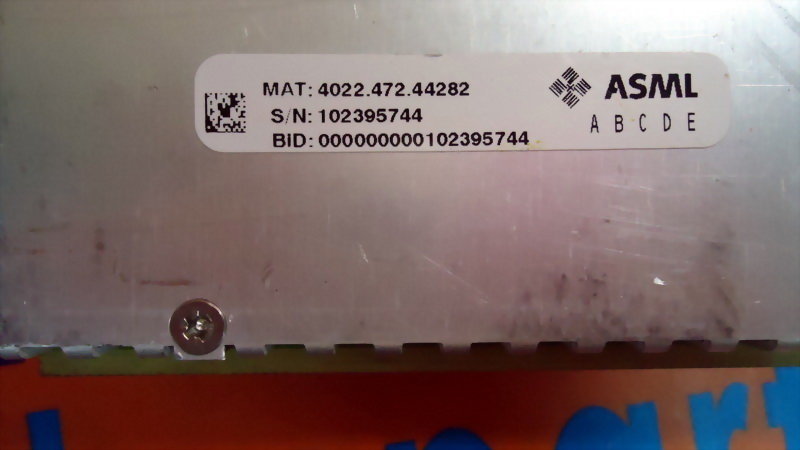 MAT: 4022.472.44282
S/N: 102395744
BID: 000000000102395744
ASML
A B C D E